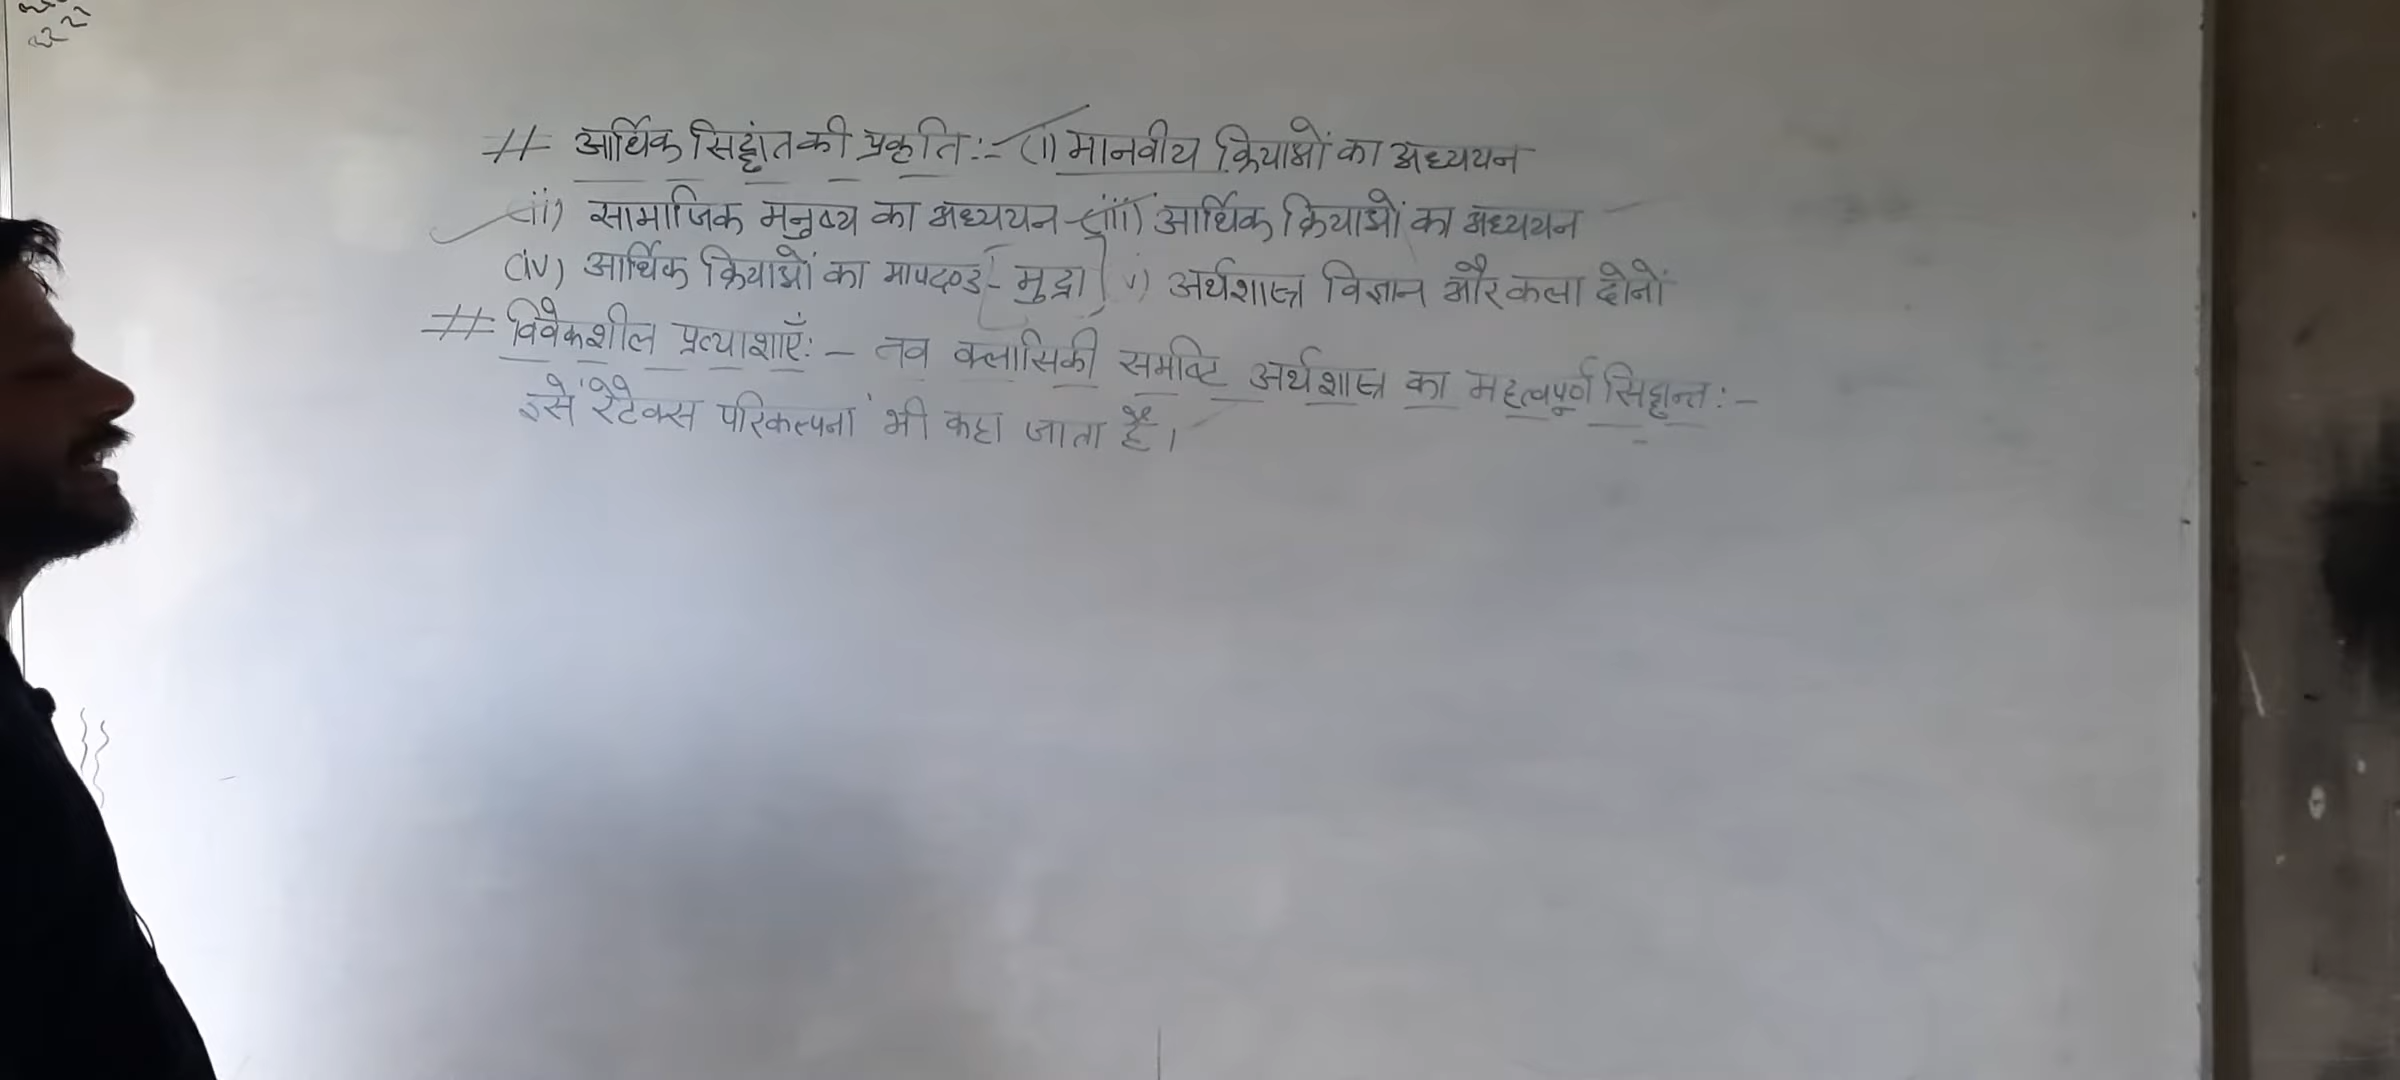 # आर्थिक सिद्धांत की प्रकृति :- (i) मानवीय क्रियाओं का अध्ययन
(ii) सामाजिक मनुष्य का अध्ययन (iii) आर्थिक क्रियाओं का अध्ययन
(iv) आर्थिक क्रियाओं का मापदण्ड - मुद्रा v) अर्थशास्त्र विज्ञान और कला दोनों
# विवेकशील प्रत्याशाएँ :- नव क्लासिकी समष्टि अर्थशास्त्र का महत्वपूर्ण सिद्धान्त :-
इसे रेटेक्स परिकल्पना भी कहा जाता है।